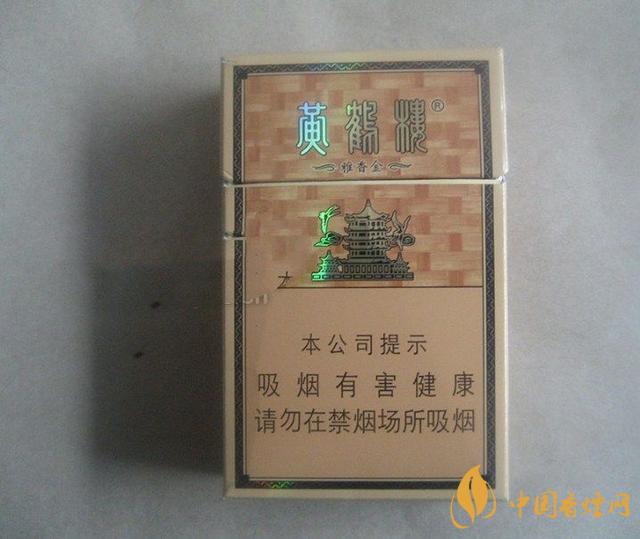 黄鹤楼®
雅香金
本公司提示
吸烟有害健康
请勿在禁烟场所吸烟
中国香烟网